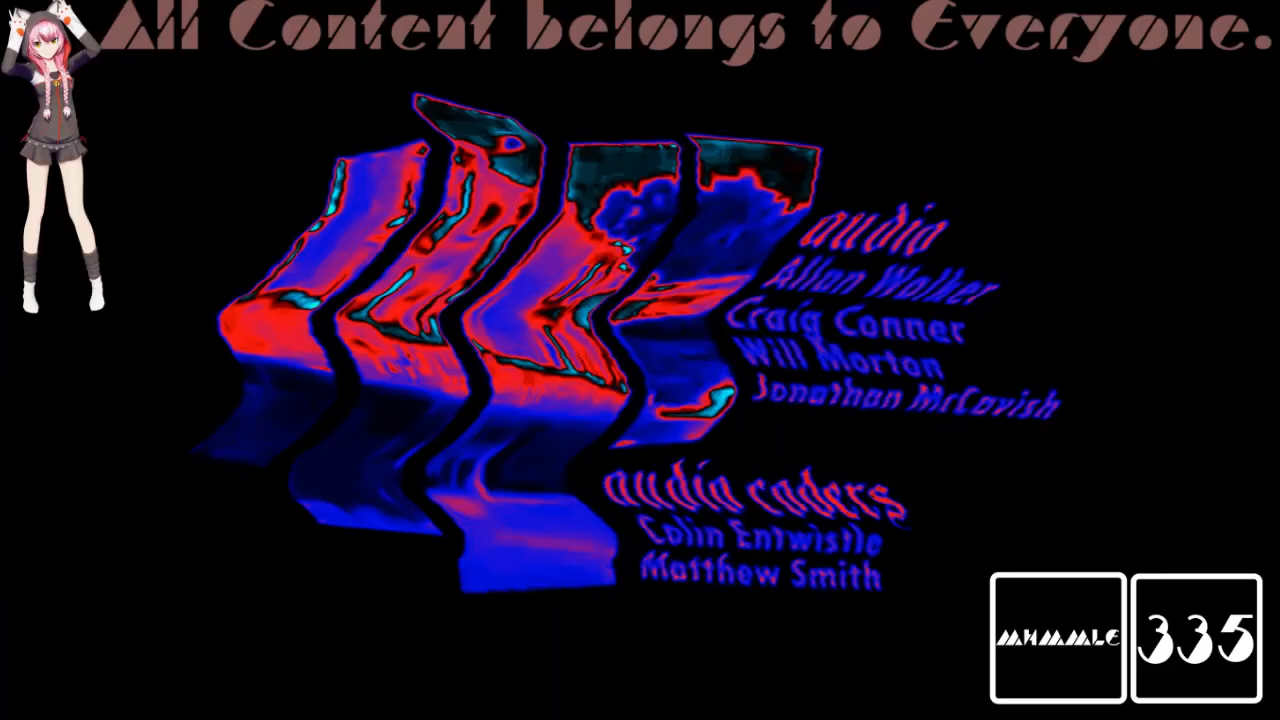 All Content belongs to Everyone.
audio
Allan Walker
Craig Conner
Will Morton
Jonathan McCavish
audio coders
Colin Entwistle
Matthew Smith
MHMMLE
335